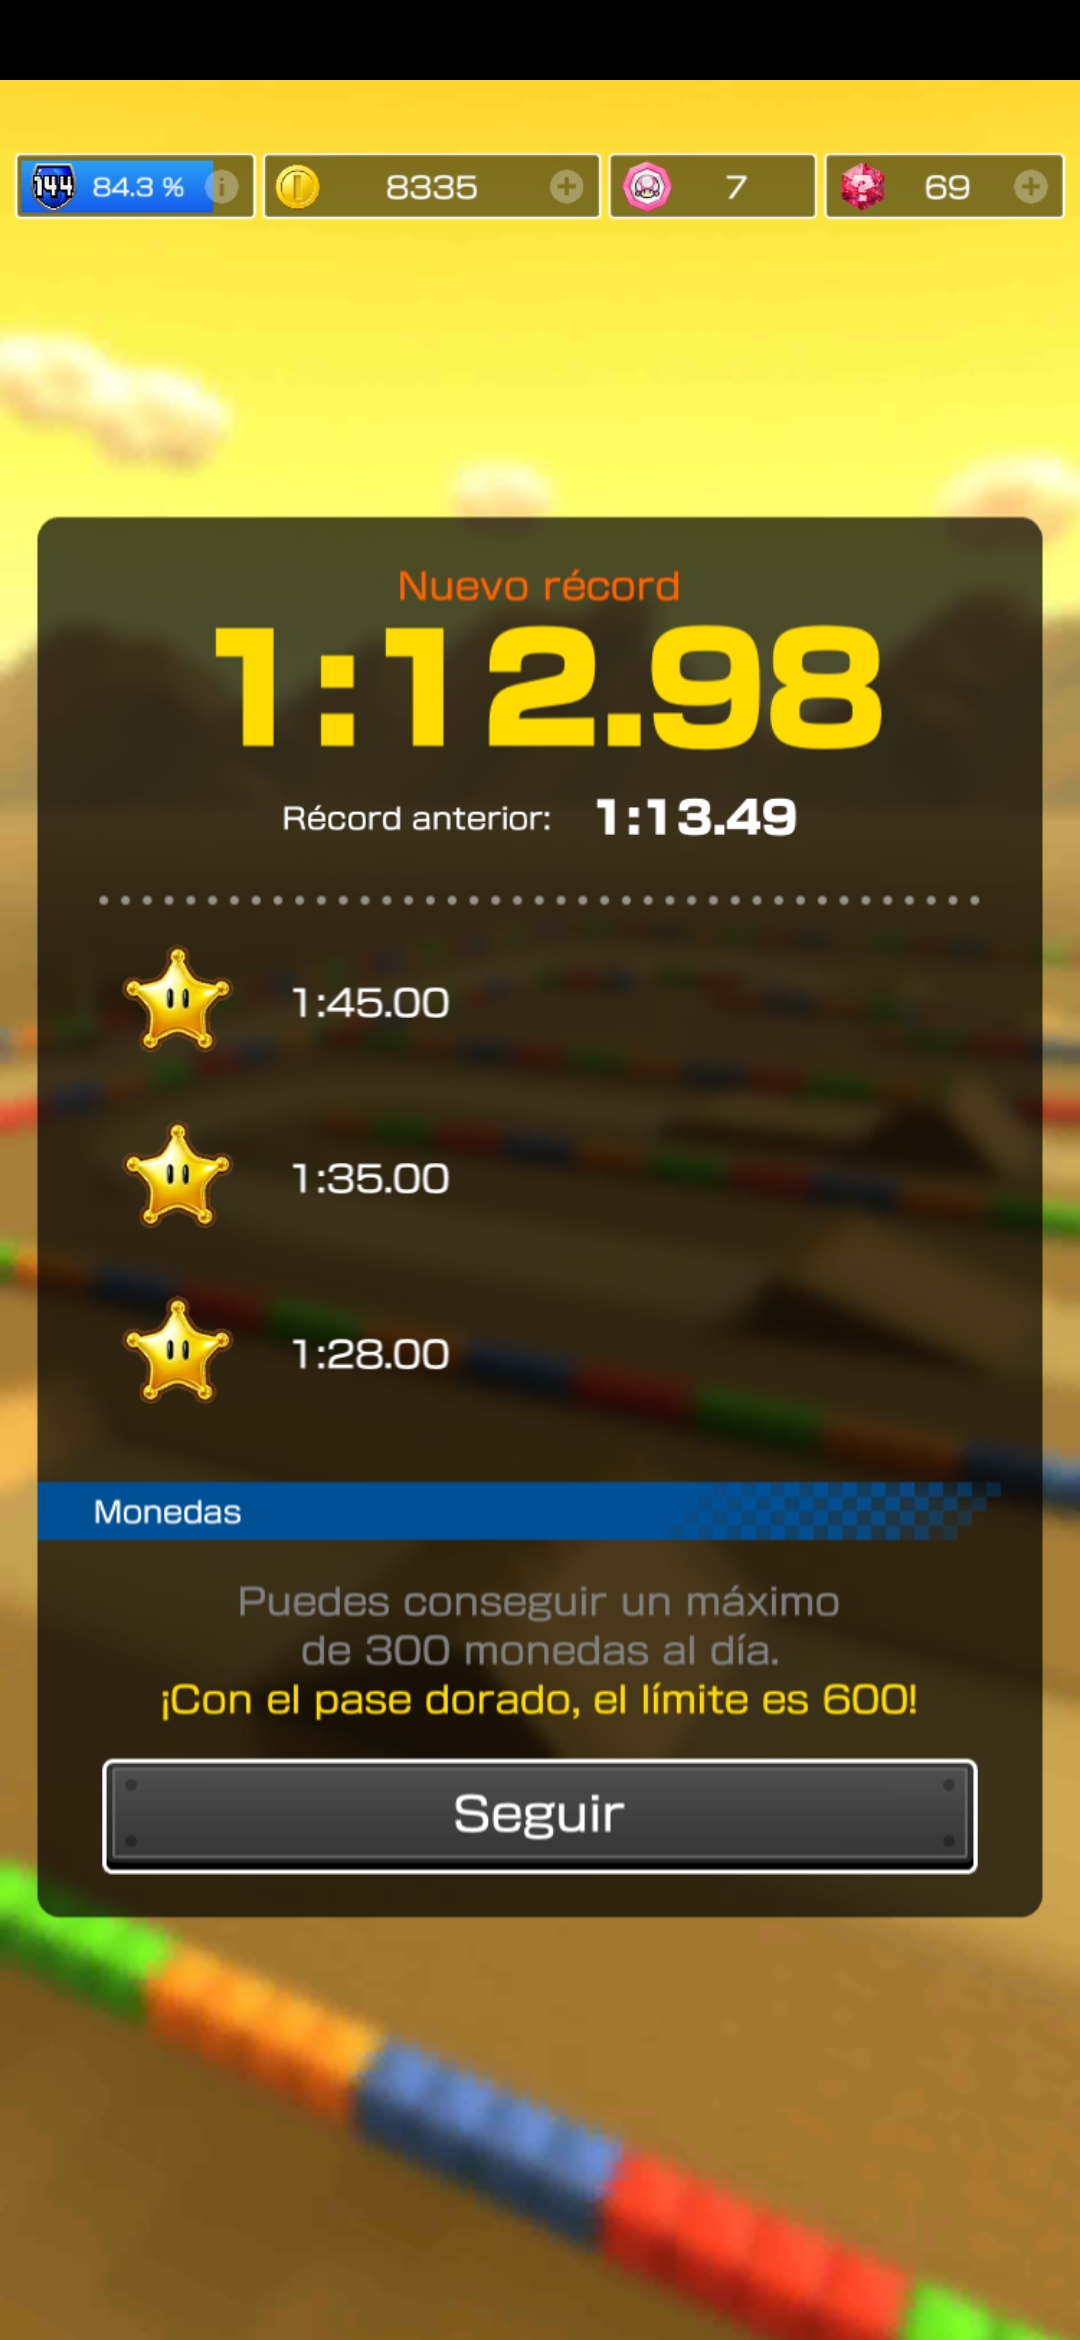 144 84.3 % 8335 7 69
Nuevo récord
1:12.98
Récord anterior: 1:13.49
1:45.00
1:35.00
1:28.00
Monedas
Puedes conseguir un máximo
de 300 monedas al día.
¡Con el pase dorado, el límite es 600!
Seguir